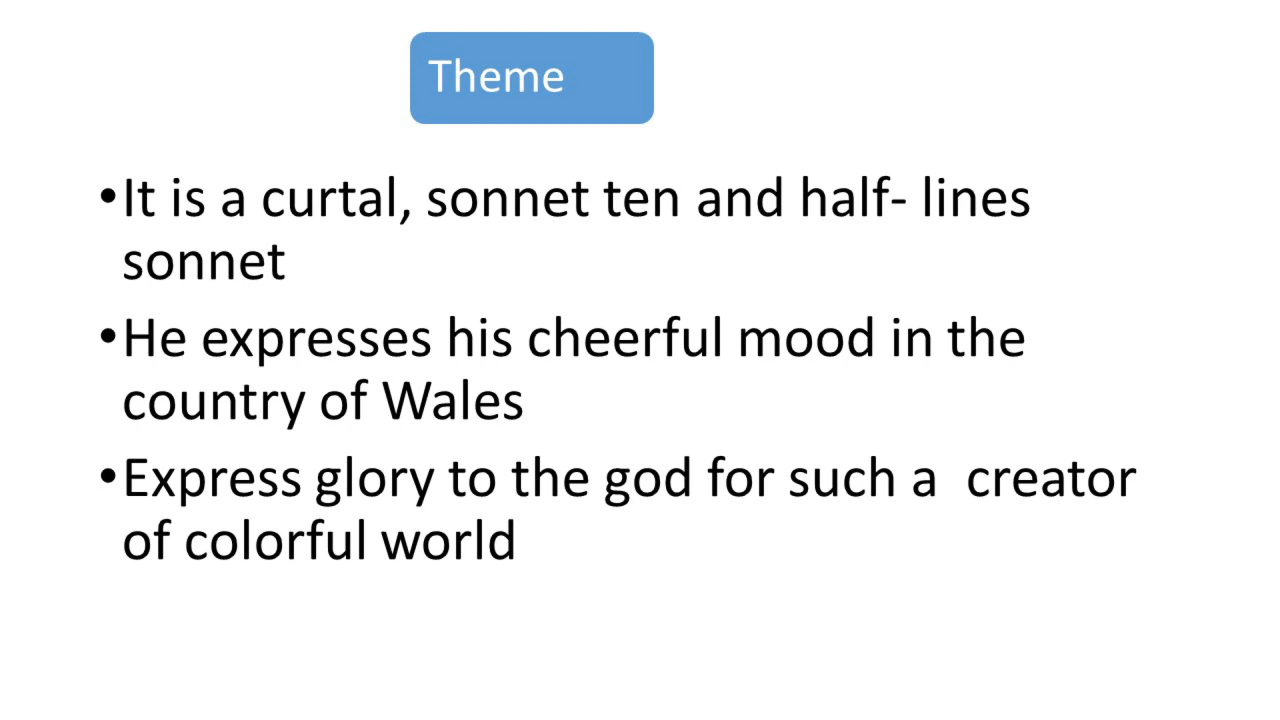 Theme
•It is a curtal, sonnet ten and half- lines
sonnet
•He expresses his cheerful mood in the
country of Wales
•Express glory to the god for such a  creator
of colorful world